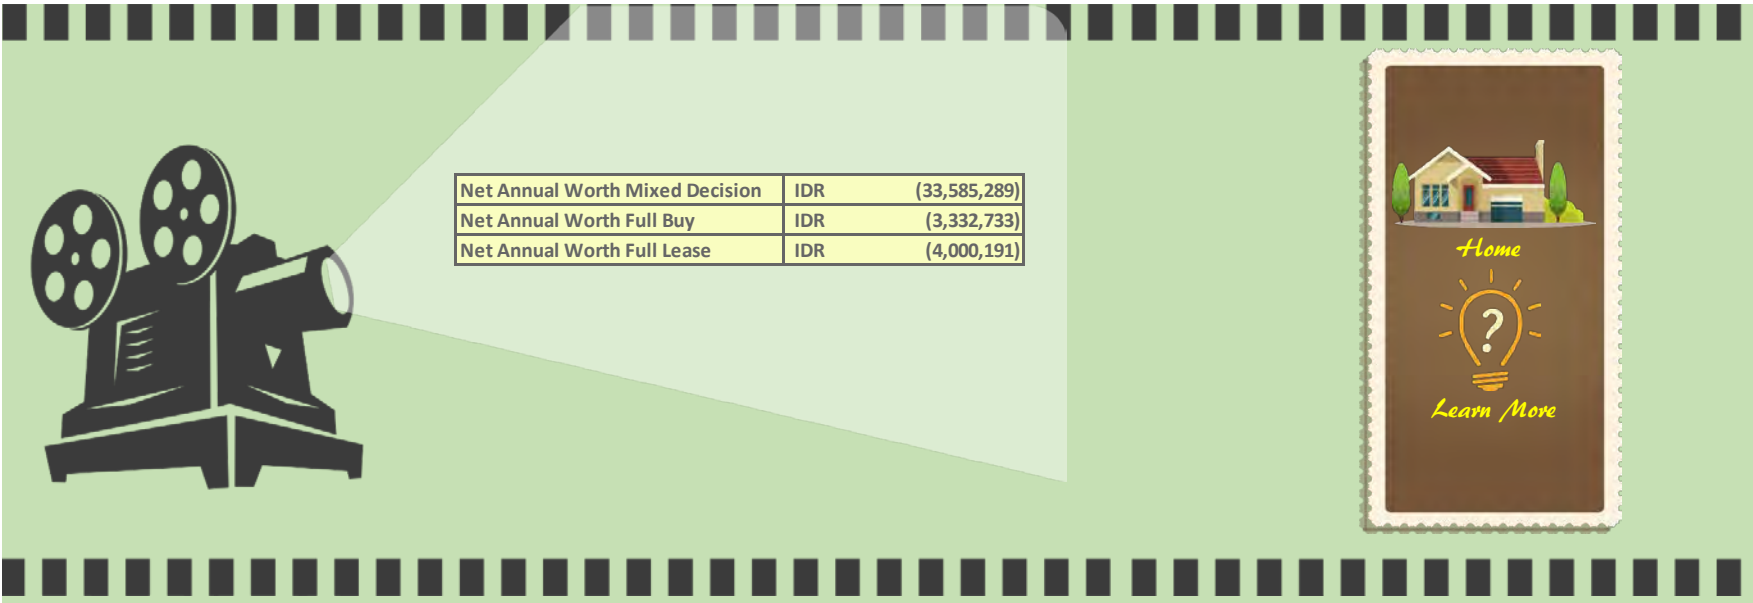 Net Annual Worth Mixed Decision IDR (33,585,289)
Net Annual Worth Full Buy IDR (3,332,733)
Net Annual Worth Full Lease IDR (4,000,191)
Home
?
Learn More